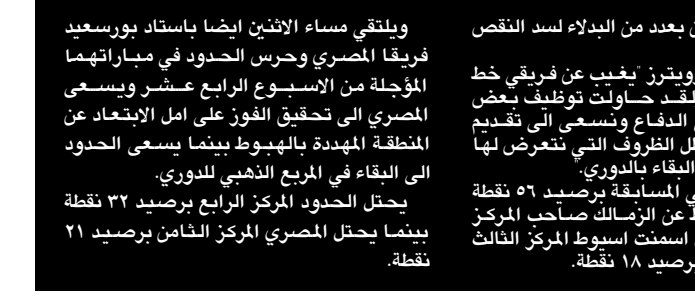 بعدد من البدلاء لسد النقص
رويترز "يغيب عن فريقي خط
لقد حاولت توظيف بعض
الدفاع ونسعى الى تقديم
الظروف التي نتعرض لها
البقاء بالدوري."
المسابقة برصيد ٥٦ نقطة
عن الزمالك صاحب المركز
اسمنت اسيوط المركز الثالث
برصيد ١٨ نقطة.
ويلتقي مساء الاثنين ايضا باستاد بورسعيد
فريقا المصري وحرس الحدود في مباراتهما
المؤجلة من الاسبوع الرابع عشر ويسعى
المصري الى تحقيق الفوز على امل الابتعاد عن
المنطقة المهددة بالهبوط بينما يسعى الحدود
الى البقاء في المربع الذهبي للدوري.
يحتل الحدود المركز الرابع برصيد ٣٢ نقطة
بينما يحتل المصري المركز الثامن برصيد ٢١
نقطة.